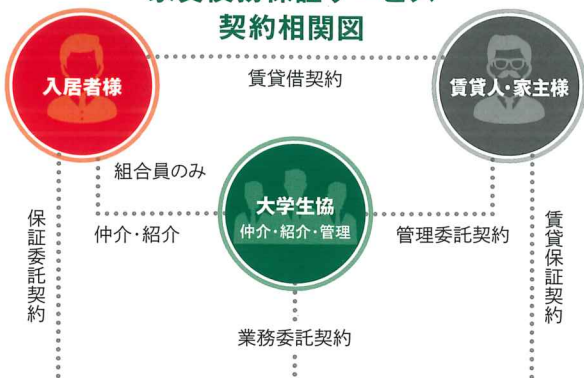 契約相関図
入居者様
賃貸借契約
賃貸人・家主様
組合員のみ
大学生協
仲介・紹介・管理
仲介・紹介
管理委託契約
保証委託契約
賃貸保証契約
業務委託契約